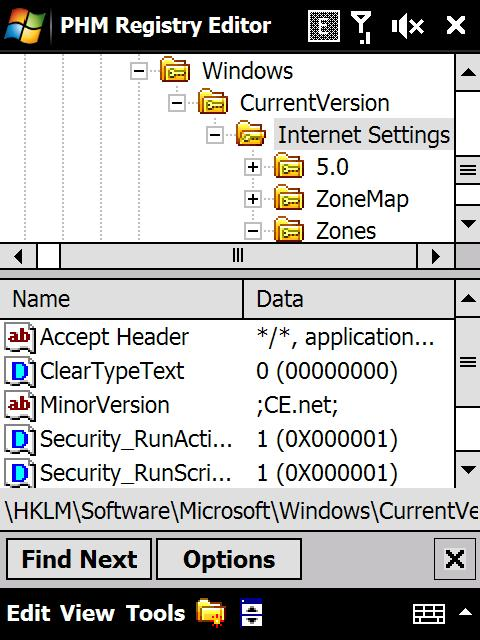 PHM Registry Editor E
Windows
CurrentVersion
Internet Settings
5.0
ZoneMap
Zones
Name Data
ab Accept Header */*, application...
D ClearTypeText 0 (00000000)
ab MinorVersion ;CE.net;
D Security_RunActi... 1 (0X000001)
D Security_RunScri... 1 (0X000001)
\HKLM\Software\Microsoft\Windows\CurrentVe
Find Next Options
Edit View Tools